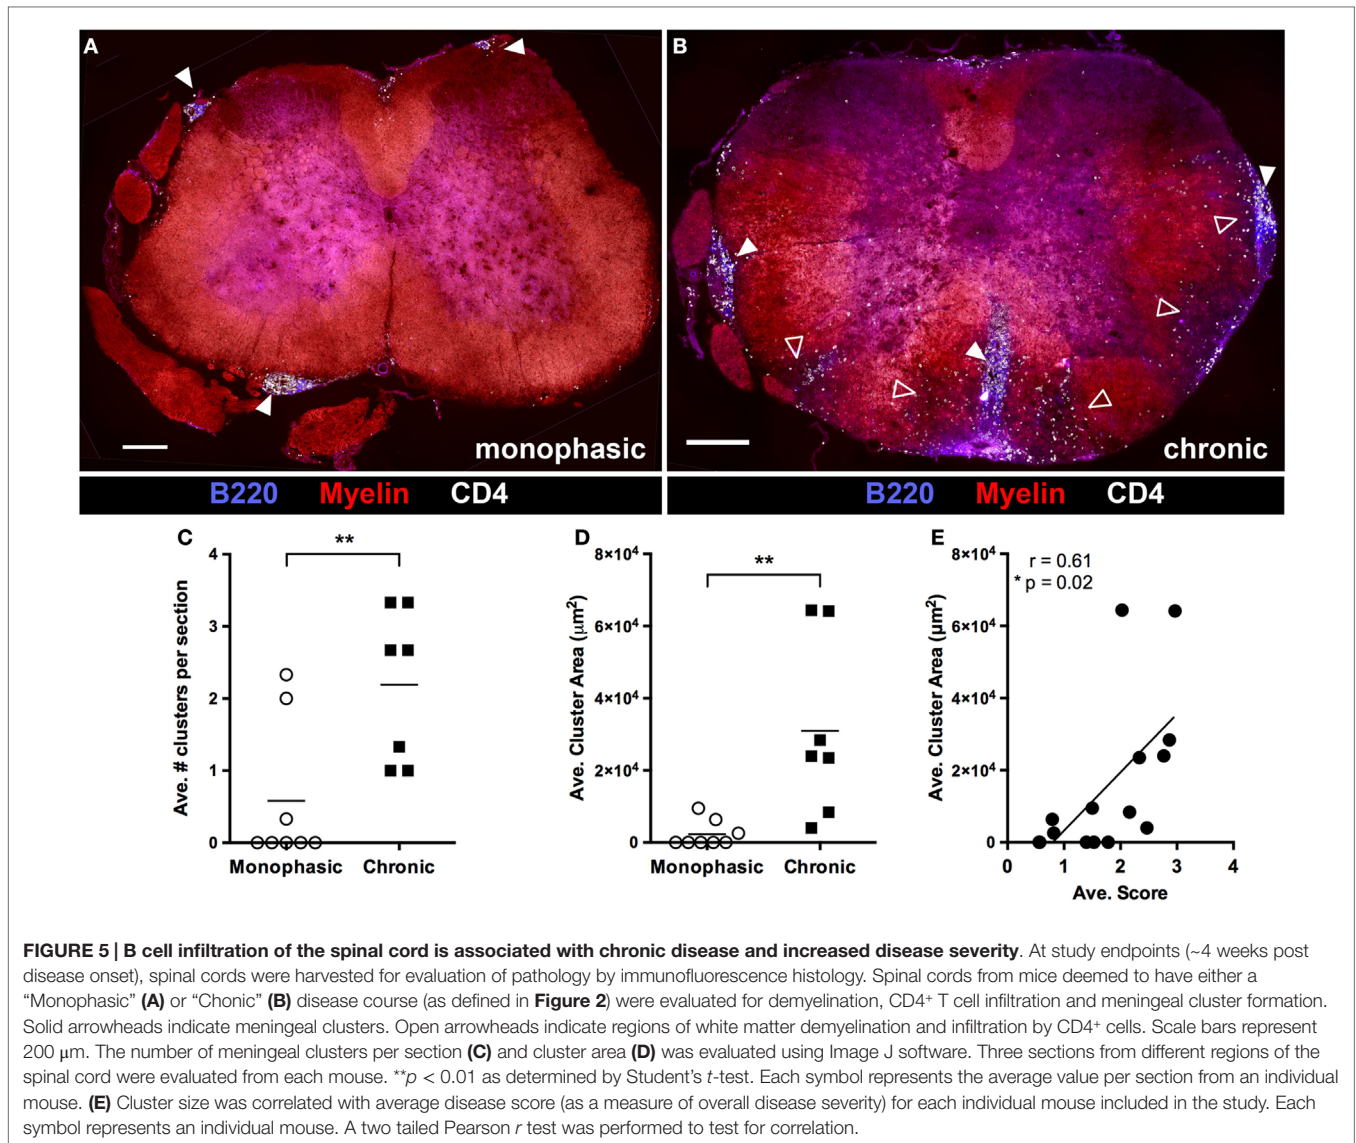 A
monophasic
B220 Myelin CD4
B
chronic
B220 Myelin CD4
C
**
Ave. # clusters per section
4
3
2
1
0
Monophasic Chronic
D
**
Ave. Cluster Area (μm²)
8×10⁴
6×10⁴
4×10⁴
2×10⁴
0
Monophasic Chronic
E
r = 0.61
* p = 0.02
Ave. Cluster Area (μm²)
8×10⁴
6×10⁴
4×10⁴
2×10⁴
0
0 1 2 3 4
Ave. Score
FIGURE 5 | B cell infiltration of the spinal cord is associated with chronic disease and increased disease severity. At study endpoints (~4 weeks post
disease onset), spinal cords were harvested for evaluation of pathology by immunofluorescence histology. Spinal cords from mice deemed to have either a
“Monophasic” (A) or “Chonic” (B) disease course (as defined in Figure 2) were evaluated for demyelination, CD4⁺ T cell infiltration and meningeal cluster formation.
Solid arrowheads indicate meningeal clusters. Open arrowheads indicate regions of white matter demyelination and infiltration by CD4⁺ cells. Scale bars represent
200 μm. The number of meningeal clusters per section (C) and cluster area (D) was evaluated using Image J software. Three sections from different regions of the
spinal cord were evaluated from each mouse. **p < 0.01 as determined by Student’s t-test. Each symbol represents the average value per section from an individual
mouse. (E) Cluster size was correlated with average disease score (as a measure of overall disease severity) for each individual mouse included in the study. Each
symbol represents an individual mouse. A two tailed Pearson r test was performed to test for correlation.